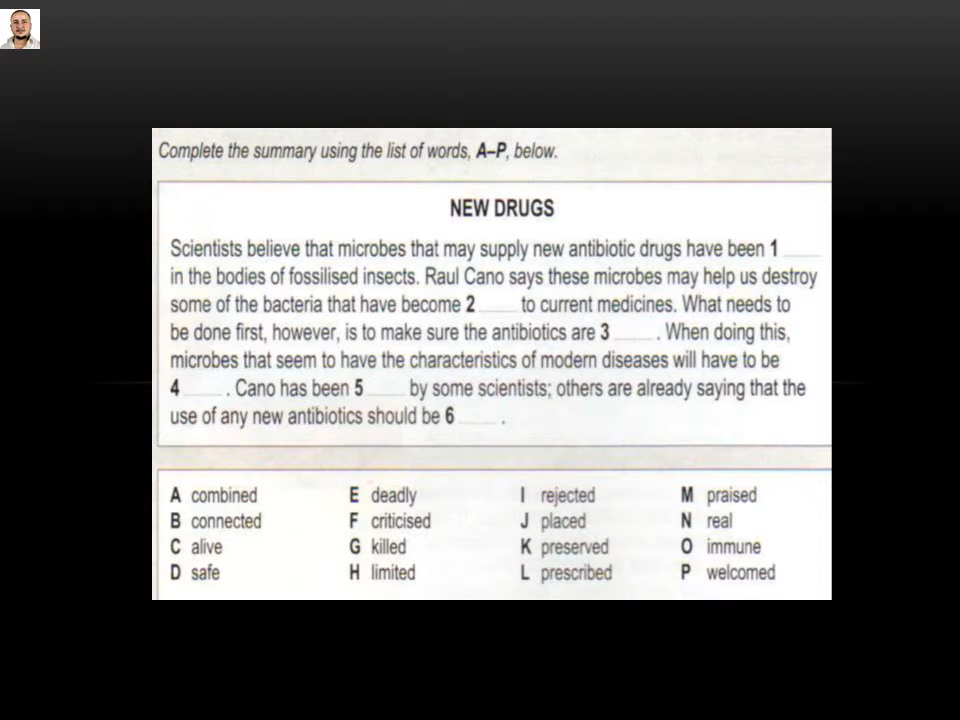 Complete the summary using the list of words, A–P, below.
NEW DRUGS
Scientists believe that microbes that may supply new antibiotic drugs have been 1 ......
in the bodies of fossilised insects. Raul Cano says these microbes may help us destroy
some of the bacteria that have become 2 ...... to current medicines. What needs to
be done first, however, is to make sure the antibiotics are 3 ...... . When doing this,
microbes that seem to have the characteristics of modern diseases will have to be
4 ...... . Cano has been 5 ...... by some scientists; others are already saying that the
use of any new antibiotics should be 6 ...... .
A combined E deadly I rejected M praised
B connected F criticised J placed N real
C alive G killed K preserved O immune
D safe H limited L prescribed P welcomed